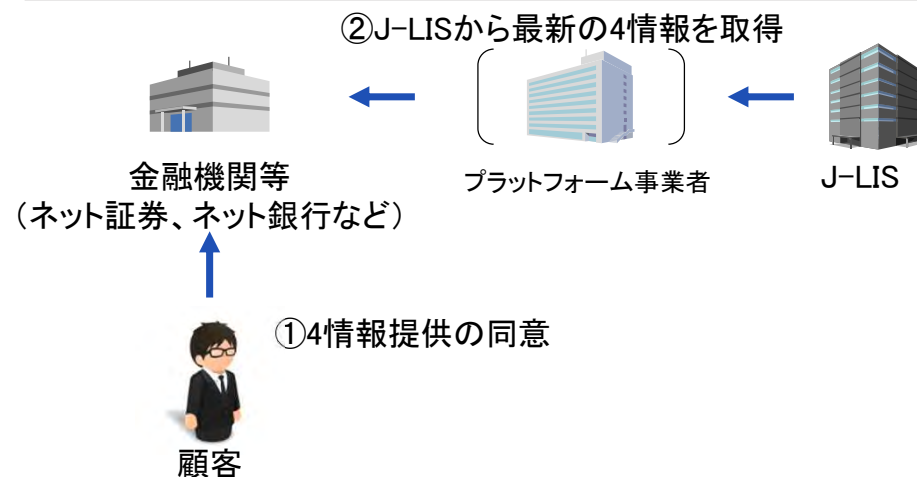 ②J-LISから最新の4情報を取得
金融機関等
（ネット証券、ネット銀行など）
プラットフォーム事業者
J-LIS
①4情報提供の同意
顧客